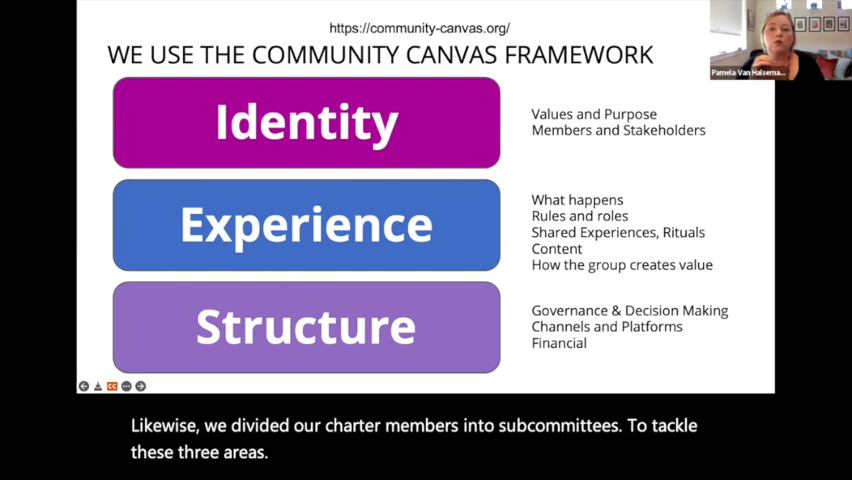 https://community-canvas.org/
WE USE THE COMMUNITY CANVAS FRAMEWORK
Pamela Van Halsema...
Identity
Values and Purpose
Members and Stakeholders
Experience
What happens
Rules and roles
Shared Experiences, Rituals
Content
How the group creates value
Structure
Governance & Decision Making
Channels and Platforms
Financial
CC
Likewise, we divided our charter members into subcommittees. To tackle
these three areas.